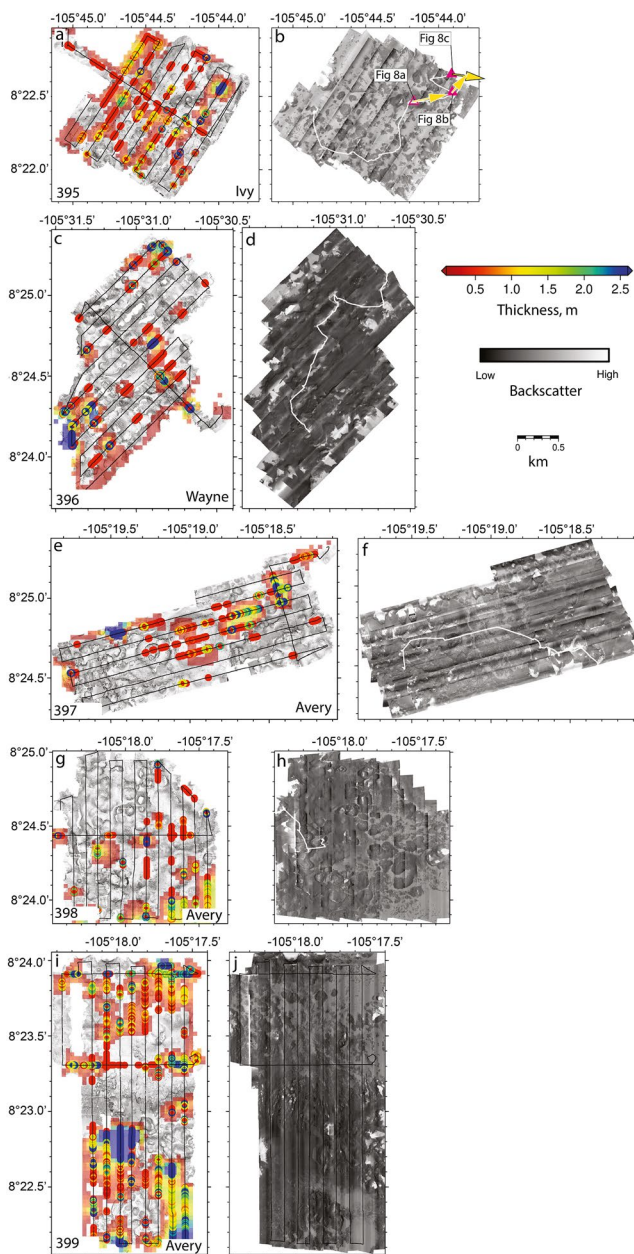 -105°45.0' -105°44.5' -105°44.0'
a
b
8°22.5'
8°22.0'
395
Ivy
-105°45.0' -105°44.5' -105°44.0'
Fig 8c
Fig 8a
Fig 8b
-105°31.5' -105°31.0' -105°30.5'
c
d
8°25.0'
8°24.5'
8°24.0'
396
Wayne
-105°31.0' -105°30.5'
0.5 1.0 1.5 2.0 2.5
Thickness, m
Low High
Backscatter
0.0 0.5
km
-105°19.5' -105°19.0' -105°18.5'
e
f
8°25.0'
8°24.5'
397
Avery
-105°19.5' -105°19.0' -105°18.5'
-105°18.0' -105°17.5'
g
h
8°25.0'
8°24.5'
8°24.0'
398
Avery
-105°18.0' -105°17.5'
-105°18.0' -105°17.5'
i
j
8°24.0'
8°23.5'
8°23.0'
8°22.5'
399
Avery
-105°18.0' -105°17.5'